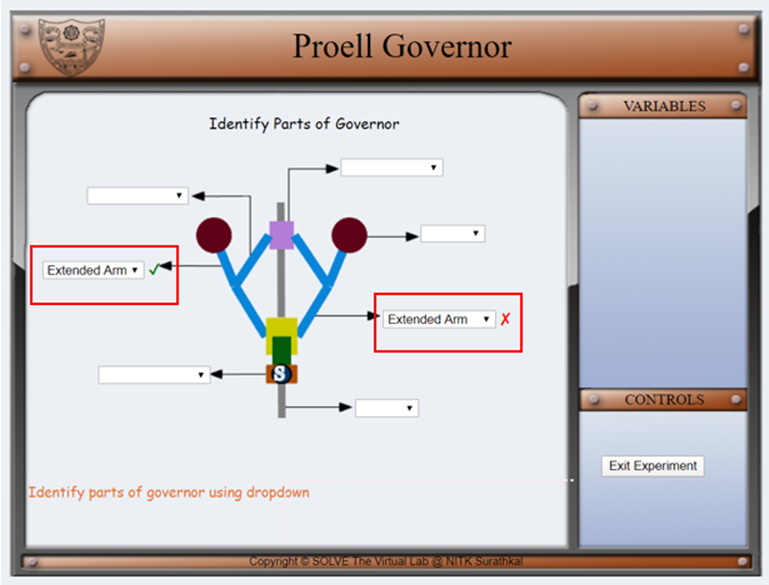 Proell Governor
VARIABLES
Identify Parts of Governor
Extended Arm
Extended Arm
S
CONTROLS
Exit Experiment
Identify parts of governor using dropdown
Copyright © SOLVE The Virtual Lab @ NITK Surathkal